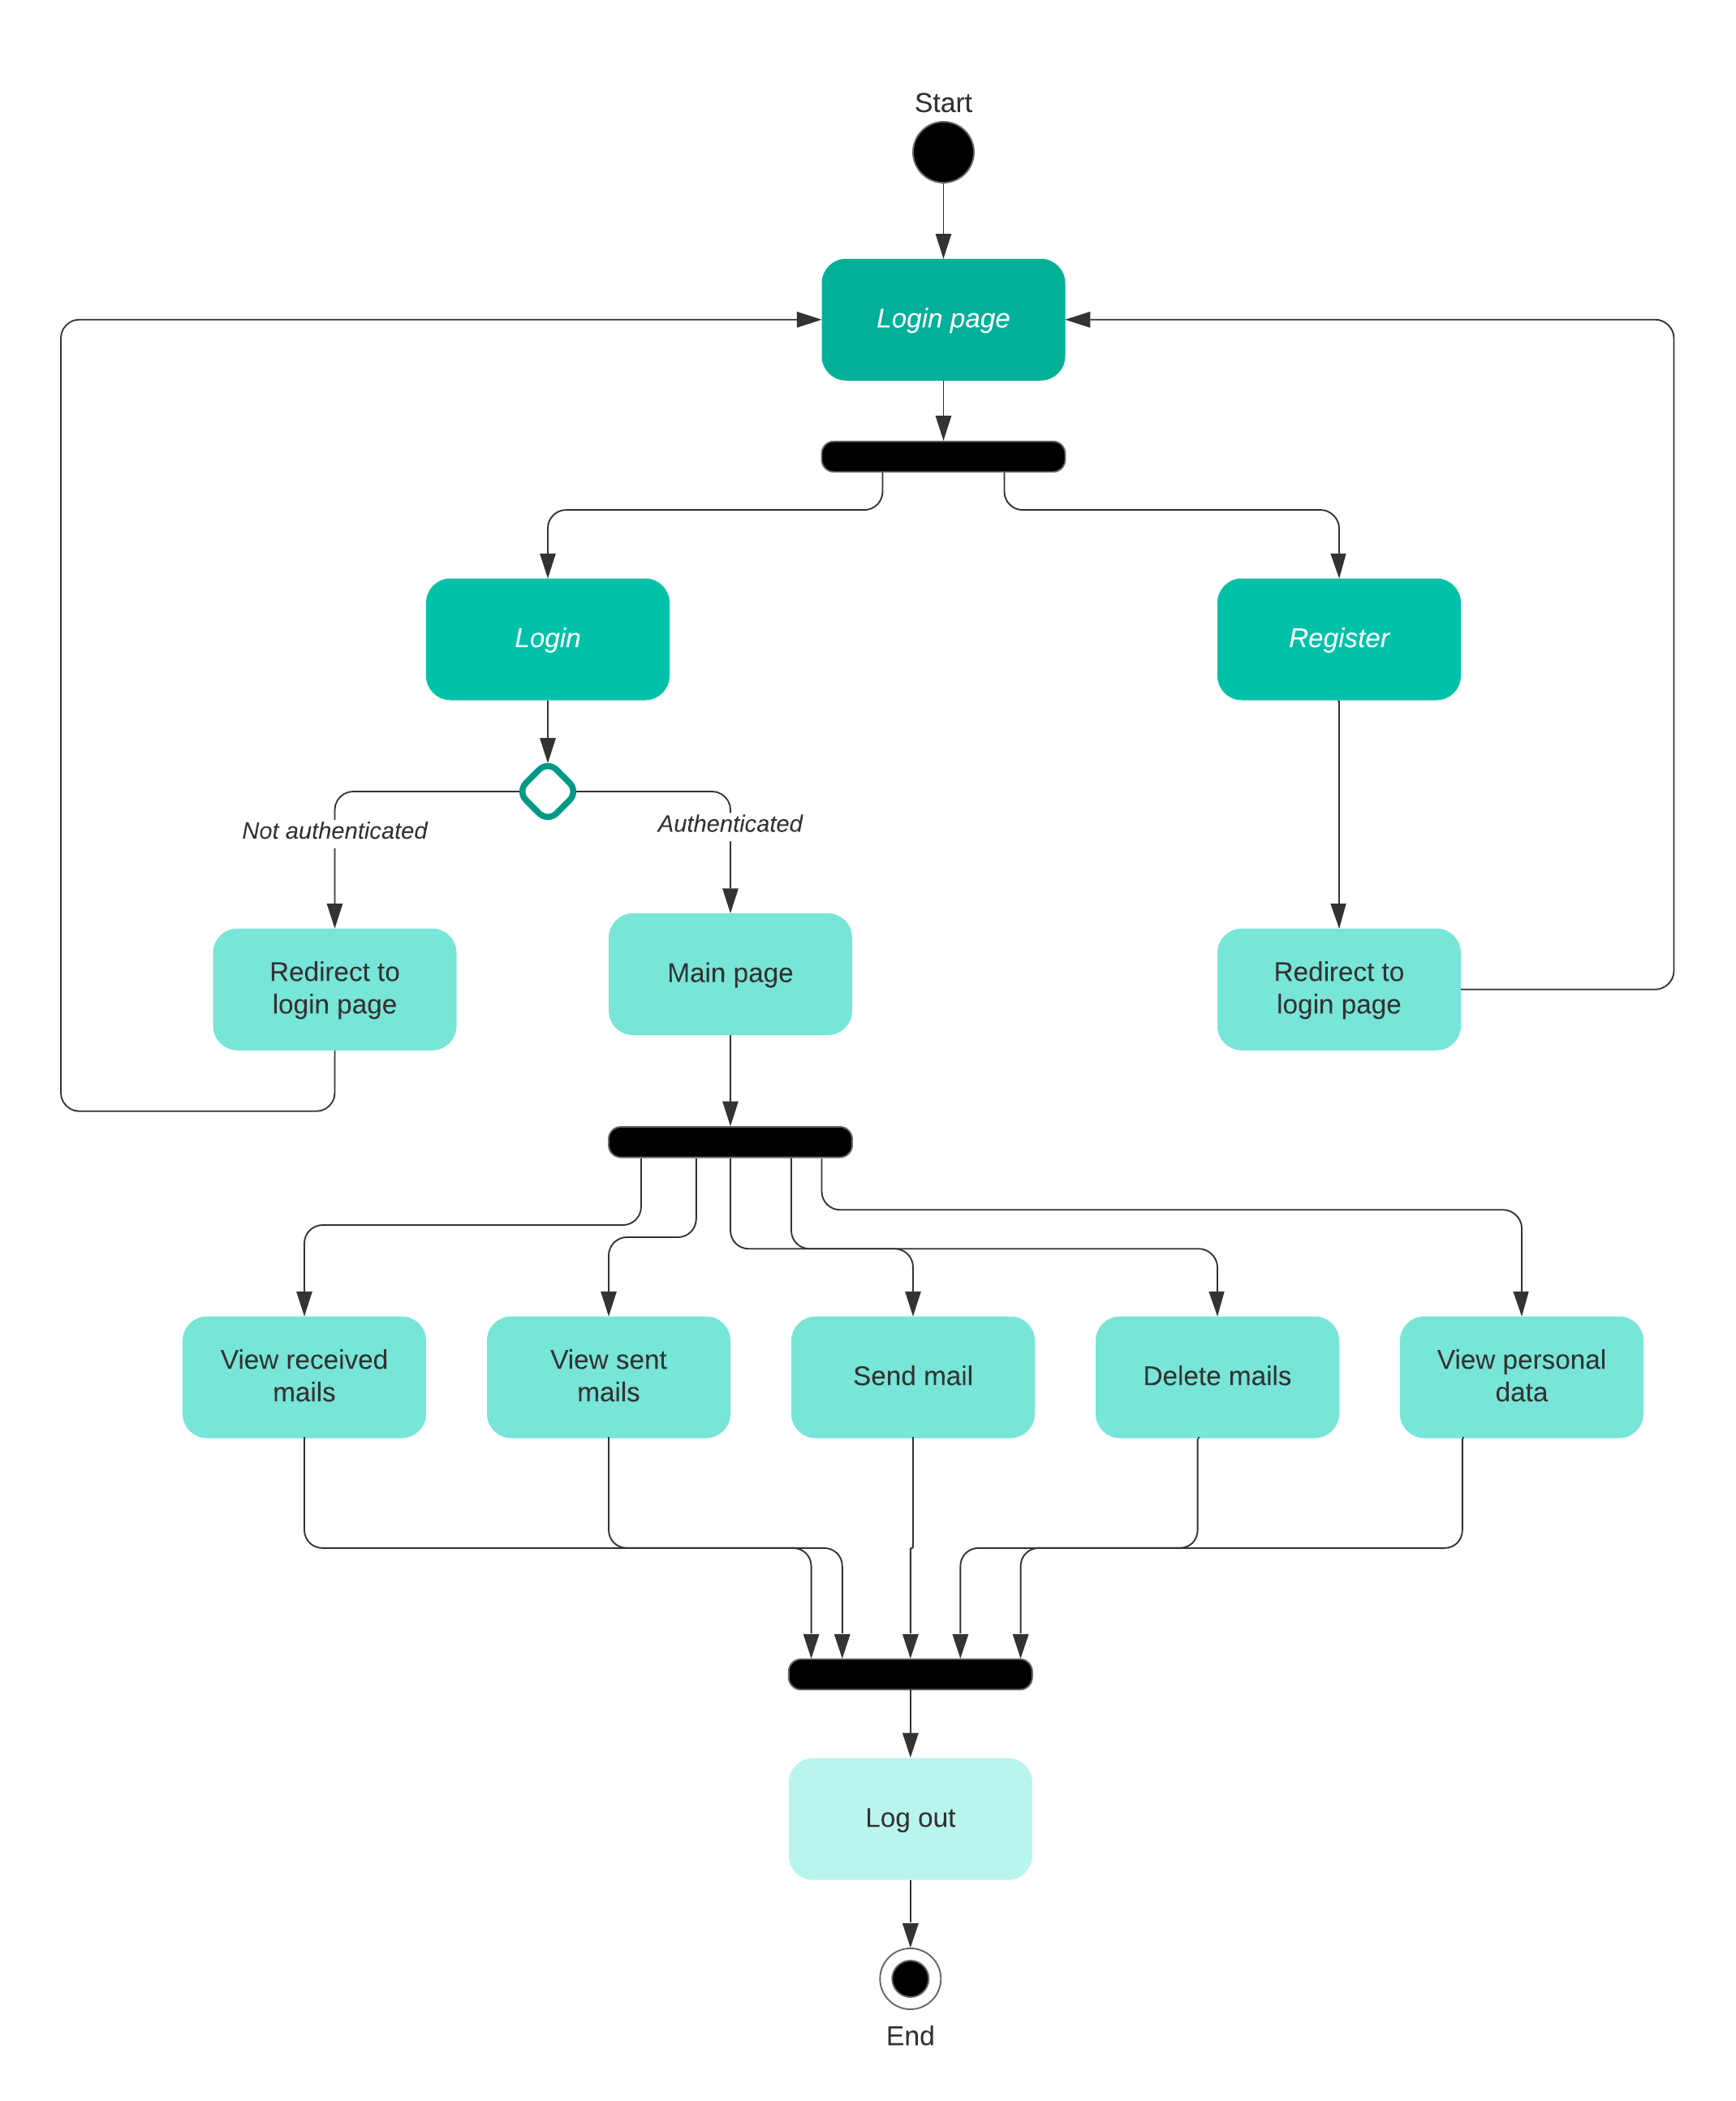 Start
Login page
Login
Register
Not authenticated
Authenticated
Redirect to
login page
Main page
Redirect to
login page
View received
mails
View sent
mails
Send mail
Delete mails
View personal
data
Log out
End